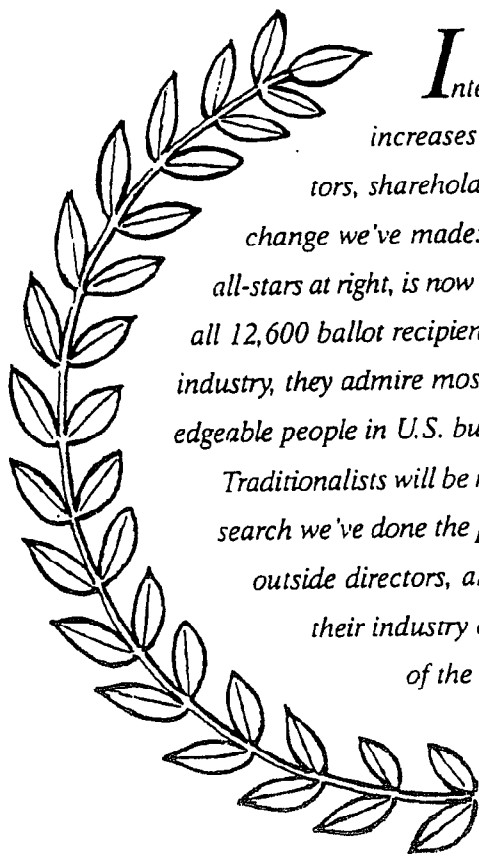 Inte
increases
tors, sharehold
change we've made:
all-stars at right, is now
all 12,600 ballot recipien
industry, they admire mos
edgeable people in U.S. bu
Traditionalists will be
search we've done the
outside directors, a
their industry
of the